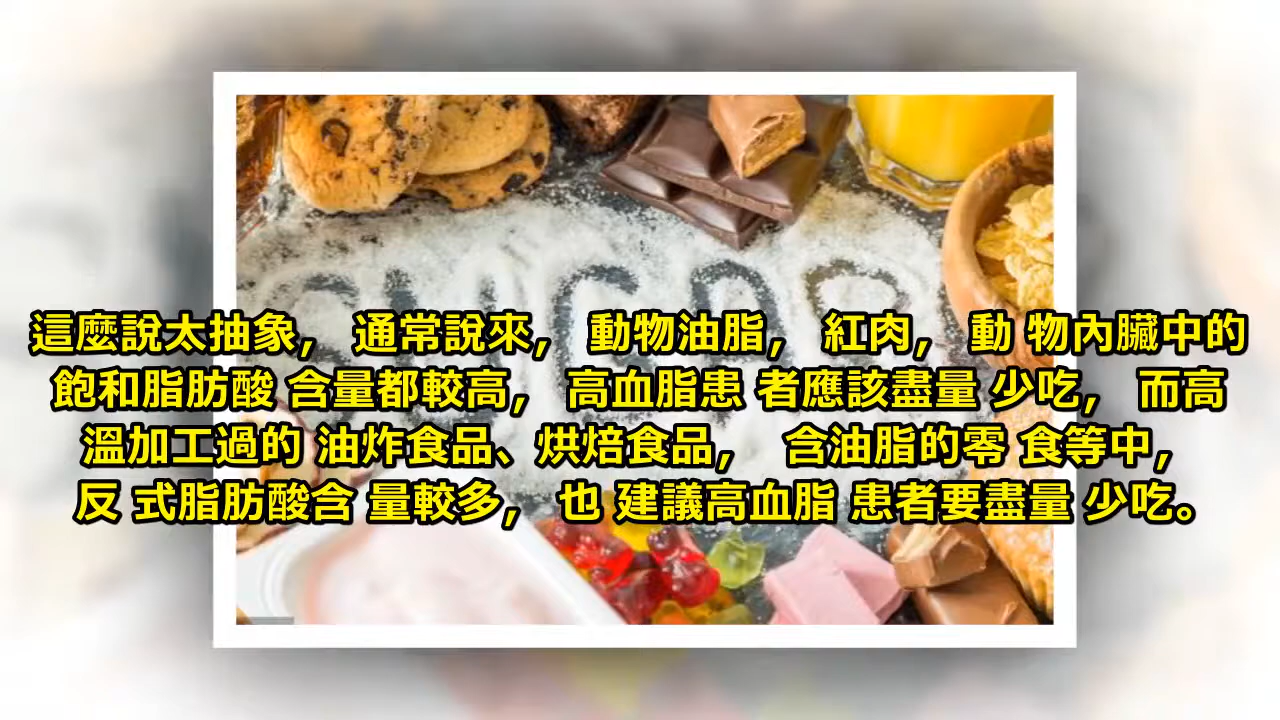 SUGAR
這麼說太抽象， 通常說來， 動物油脂， 紅肉， 動 物內臟中的
飽和脂肪酸 含量都較高， 高血脂患 者應該盡量 少吃， 而高
溫加工過的 油炸食品、烘焙食品， 含油脂的零 食等中，
反 式脂肪酸含 量較多， 也 建議高血脂 患者要盡量 少吃。